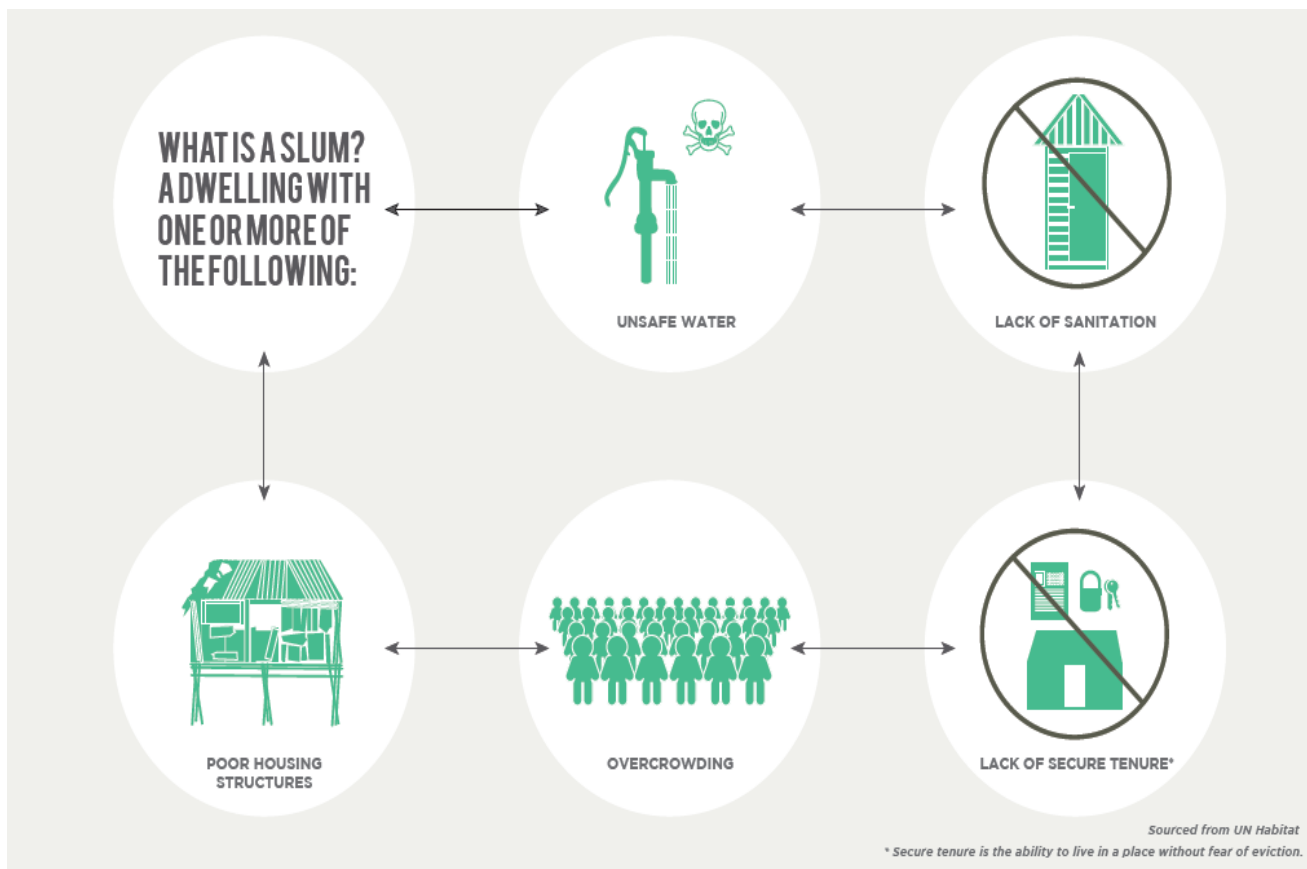 WHAT IS A SLUM?
A DWELLING WITH
ONE OR MORE OF
THE FOLLOWING:
UNSAFE WATER
LACK OF SANITATION
POOR HOUSING
STRUCTURES
OVERCROWDING
LACK OF SECURE TENURE*
Sourced from UN Habitat
* Secure tenure is the ability to live in a place without fear of eviction.